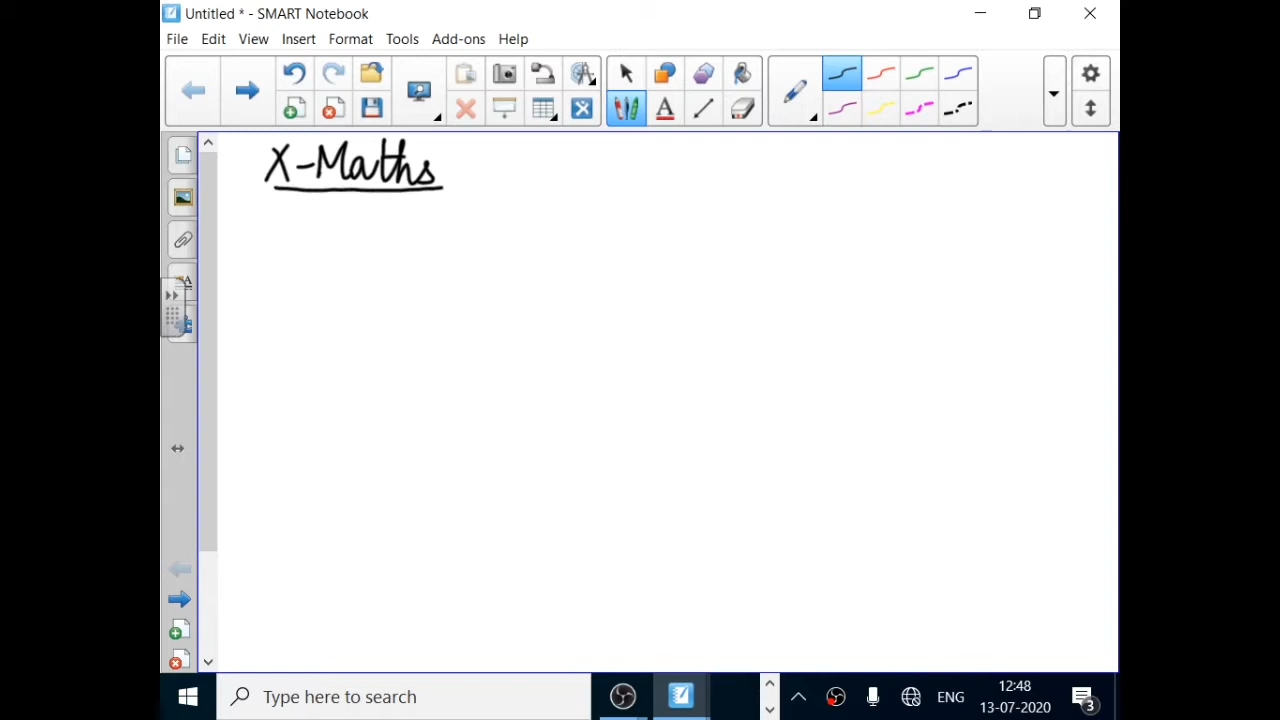 Untitled * - SMART Notebook
File Edit View Insert Format Tools Add-ons Help
X-Maths
Type here to search
ENG
12:48
13-07-2020
3